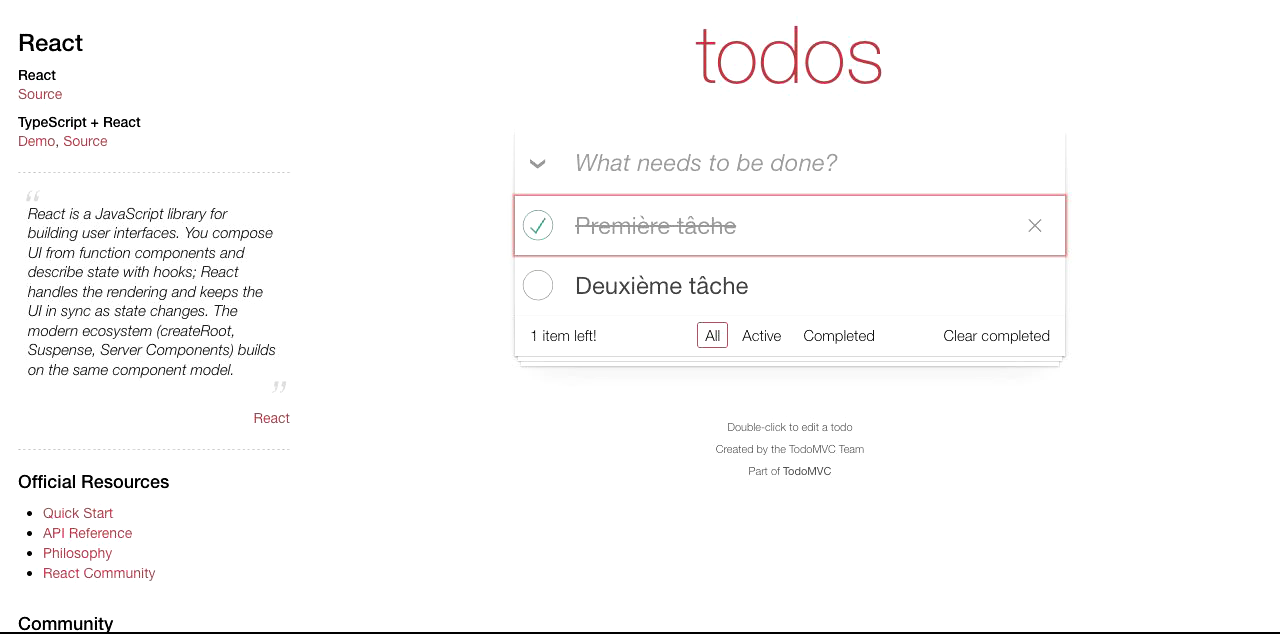 React
React
Source
TypeScript + React
Demo, Source
“
React is a JavaScript library for
building user interfaces. You compose
UI from function components and
describe state with hooks; React
handles the rendering and keeps the
UI in sync as state changes. The
modern ecosystem (createRoot,
Suspense, Server Components) builds
on the same component model.
”
React
Official Resources
Quick Start
API Reference
Philosophy
React Community
Community
todos
What needs to be done?
Première tâche
Deuxième tâche
1 item left! All Active Completed Clear completed
Double-click to edit a todo
Created by the TodoMVC Team
Part of TodoMVC